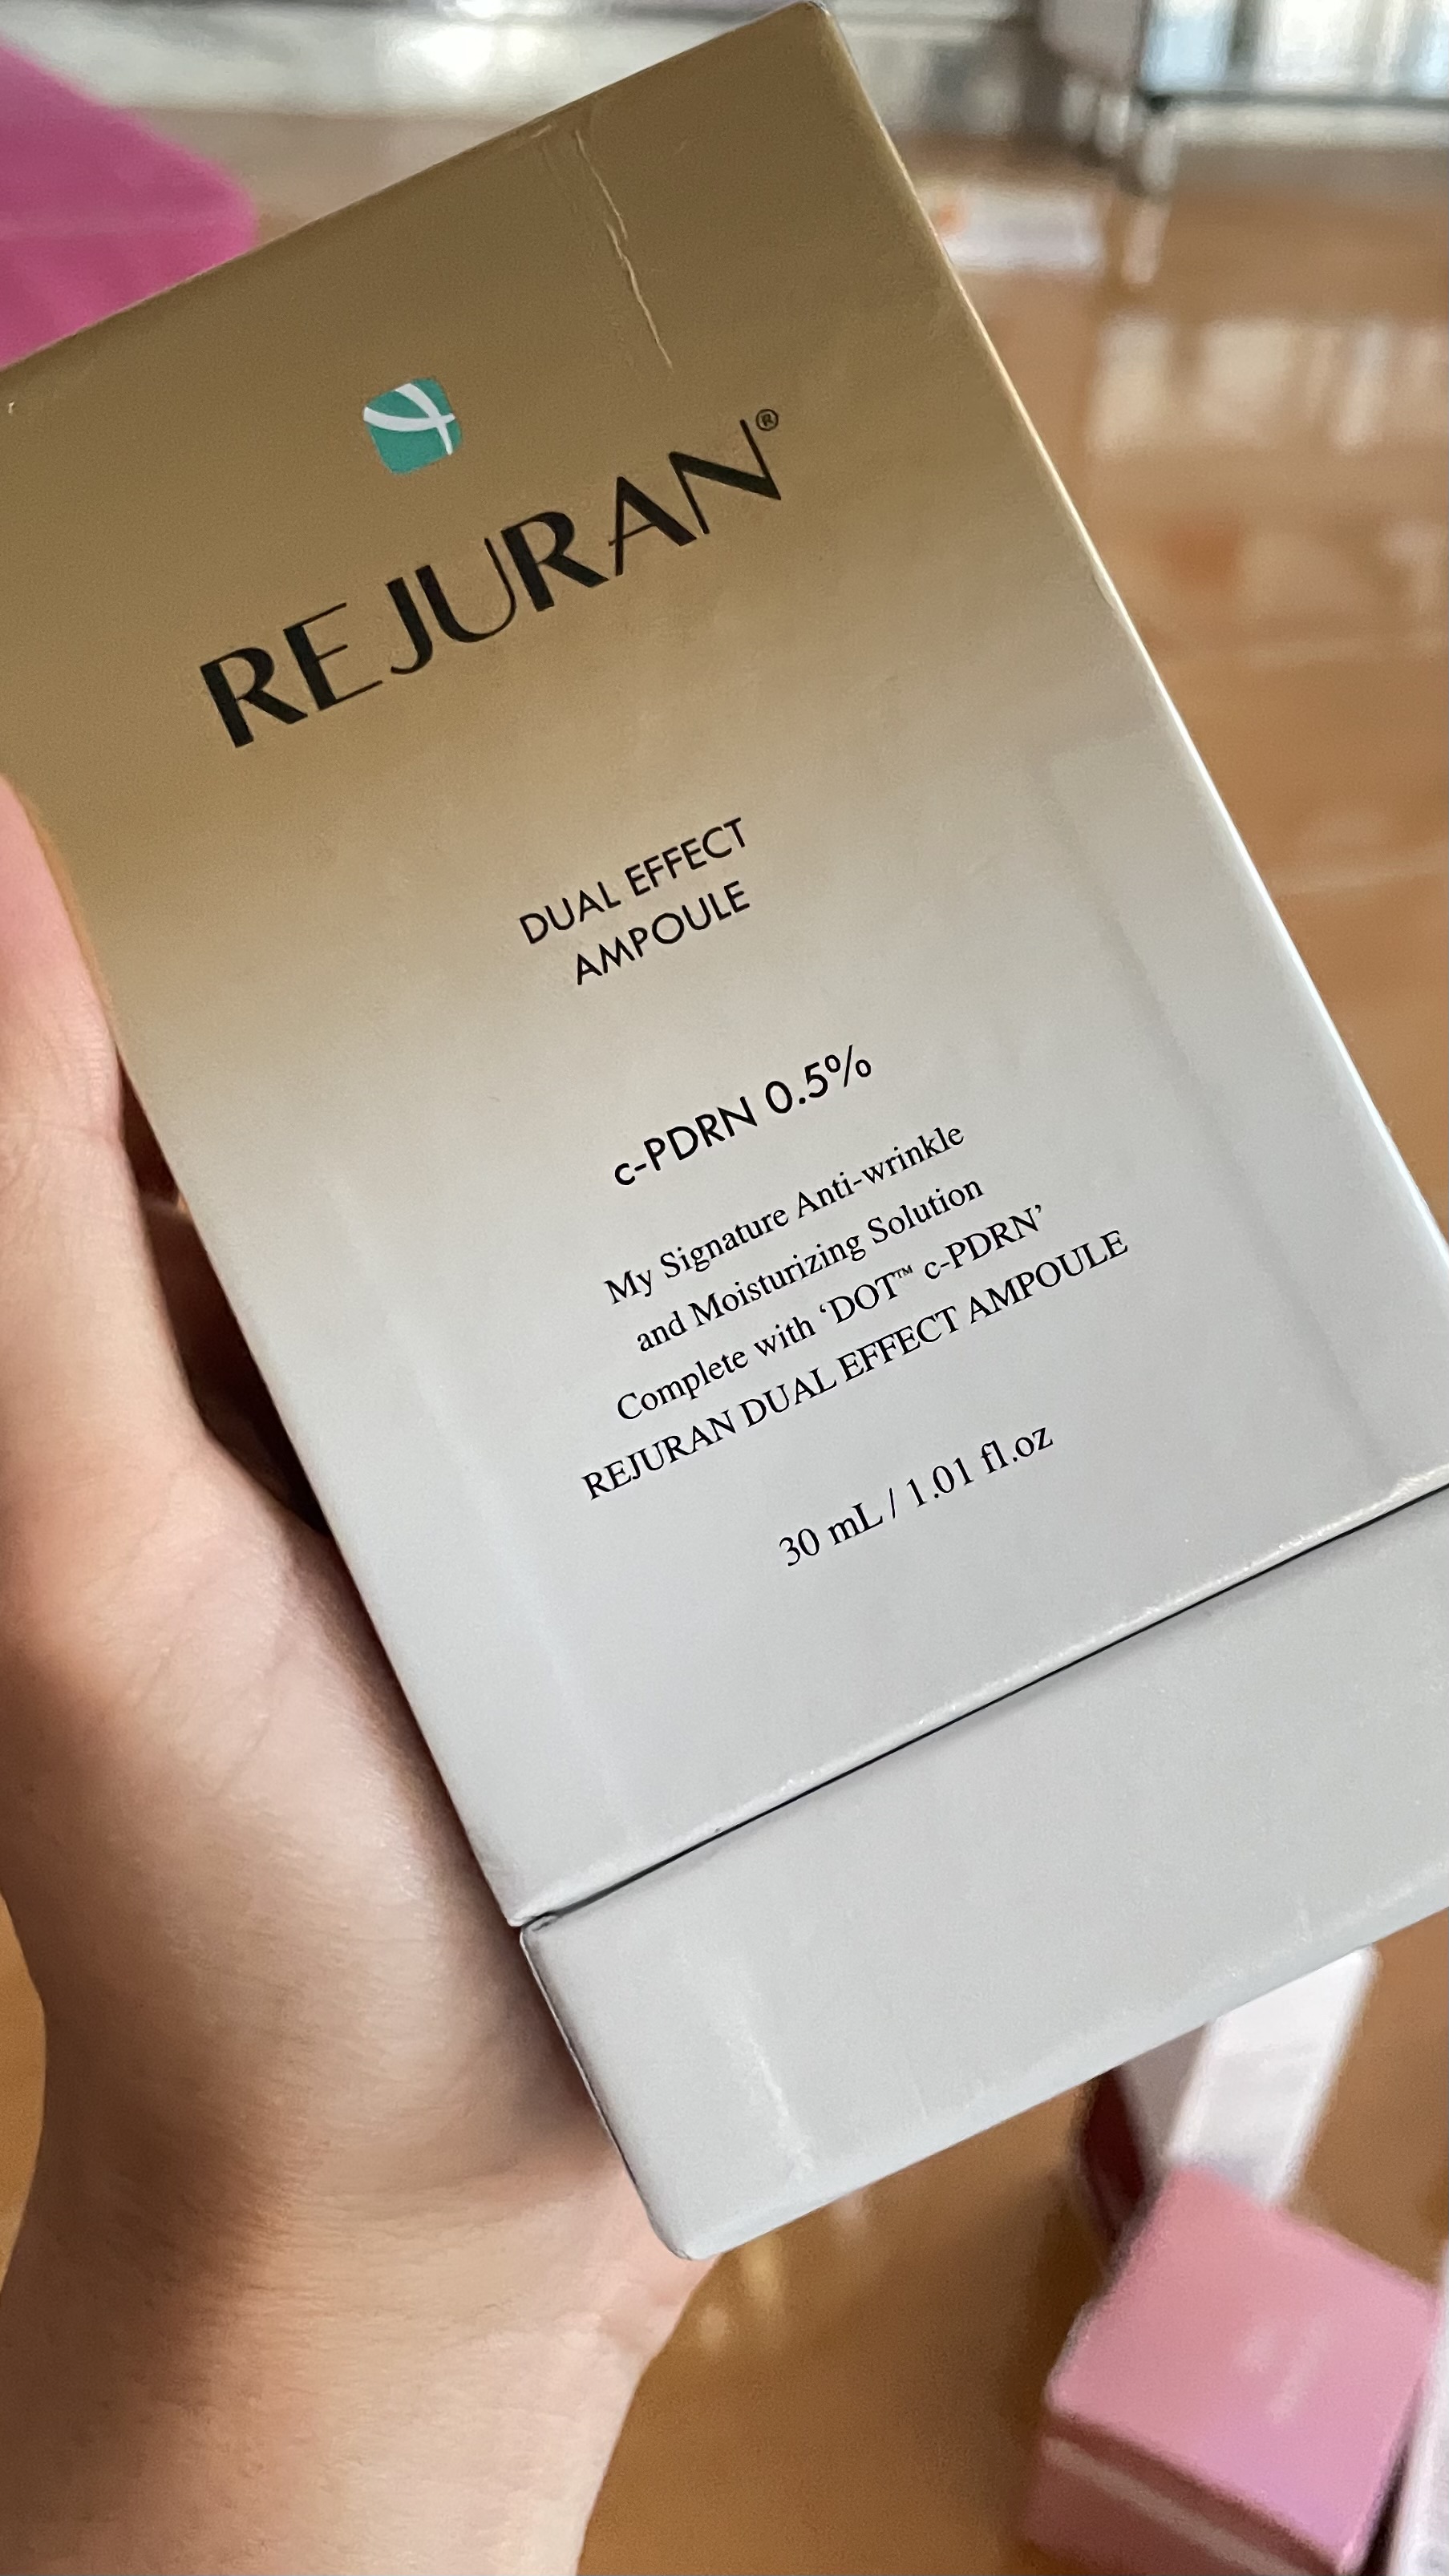 REJURAN®
DUAL EFFECT
AMPOULE
c-PDRN 0.5%
My Signature Anti-wrinkle
and Moisturizing Solution
Complete with ‘DOT™ c-PDRN’
REJURAN DUAL EFFECT AMPOULE
30 mL / 1.01 fl.oz